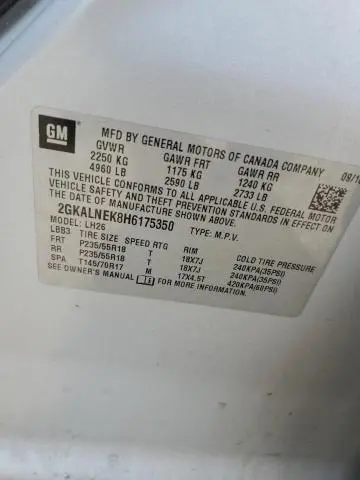 GM
MFD BY GENERAL MOTORS OF CANADA COMPANY
GVWR GAWR FRT GAWR RR
2250 KG 1175 KG 1240 KG
4960 LB 2590 LB 2733 LB
THIS VEHICLE CONFORMS TO ALL APPLICABLE U.S. FEDERAL MOTOR
VEHICLE SAFETY AND THEFT PREVENTION STANDARDS IN EFFECT ON
THE DATE OF MANUFACTURE SHOWN ABOVE.
2GKALNEK8H6175350 TYPE: M.P.V.
MODEL: LH26
LBB3 TIRE SIZE SPEED RTG RIM COLD TIRE PRESSURE
FRT P235/55R18 T 18X7J 240KPA(35PSI)
RR P235/55R18 T 18X7J 240KPA(35PSI)
SPA T145/70R17 M 17X4.5T 420KPA(60PSI)
SEE OWNER'S MANUAL FOR MORE INFORMATION.